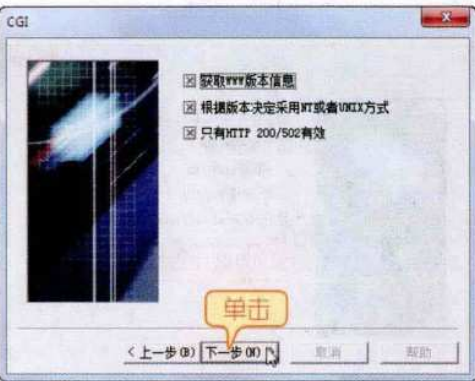 CGI
获取WWW版本信息
根据版本决定采用NT或者UNIX方式
只有HTTP 200/502有效
单击
< 上一步(B) 下一步(N) > 取消 帮助